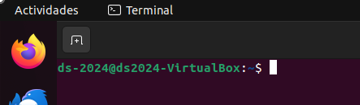 Actividades Terminal
ds-2024@ds2024-VirtualBox:~$